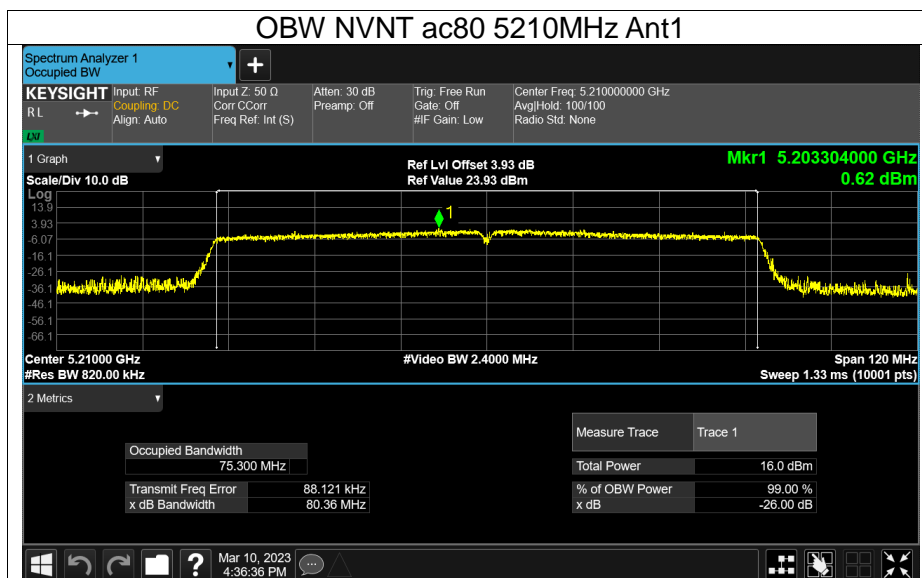 OBW NVNT ac80 5210MHz Ant1
Spectrum Analyzer 1
Occupied BW
KEYSIGHT
R L
LXI
Input: RF
Coupling: DC
Align: Auto
Input Z: 50 Ω
Corr CCorr
Freq Ref: Int (S)
Atten: 30 dB
Preamp: Off
Trig: Free Run
Gate: Off
#IF Gain: Low
Center Freq: 5.210000000 GHz
Avg|Hold: 100/100
Radio Std: None
1 Graph
Scale/Div 10.0 dB
Ref Lvl Offset 3.93 dB
Ref Value 23.93 dBm
Mkr1 5.203304000 GHz
0.62 dBm
Log
13.9
3.93
-6.07
-16.1
-26.1
-36.1
-46.1
-56.1
-66.1
1
Center 5.21000 GHz
#Res BW 820.00 kHz
#Video BW 2.4000 MHz
Span 120 MHz
Sweep 1.33 ms (10001 pts)
2 Metrics
Measure Trace Trace 1
Occupied Bandwidth
75.300 MHz
Total Power 16.0 dBm
Transmit Freq Error 88.121 kHz
% of OBW Power 99.00 %
x dB Bandwidth 80.36 MHz
x dB -26.00 dB
?
Mar 10, 2023
4:36:36 PM